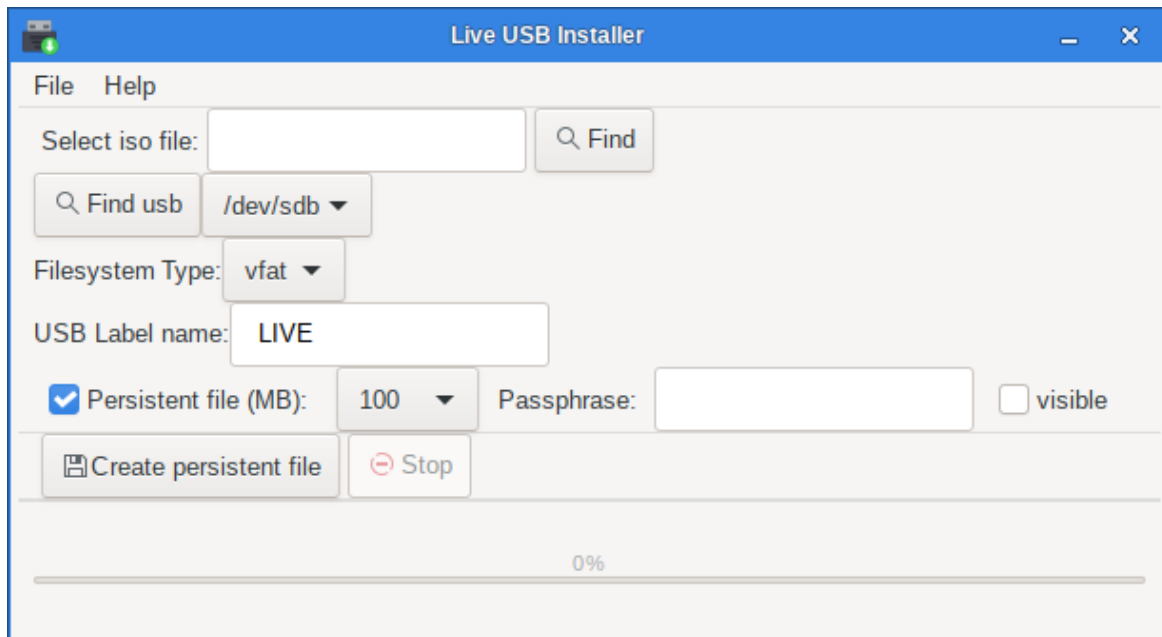 Live USB Installer
File Help
Select iso file: Find
Find usb /dev/sdb
Filesystem Type: vfat
USB Label name: LIVE
Persistent file (MB): 100 Passphrase: visible
Create persistent file Stop
0%